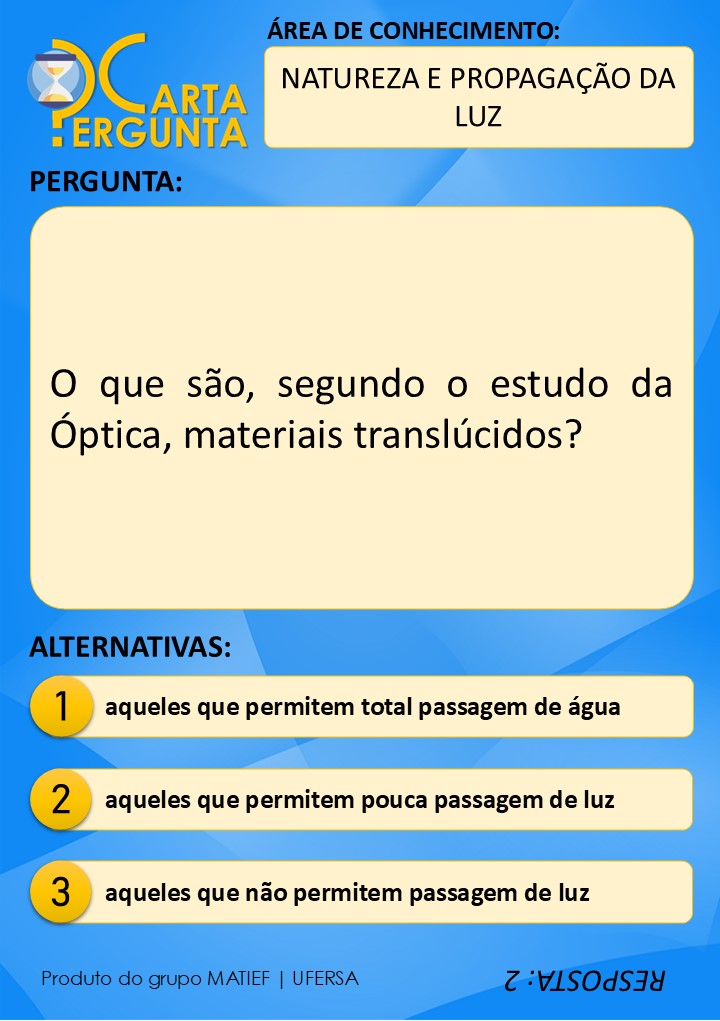 ÁREA DE CONHECIMENTO:
CARTA
PERGUNTA
NATUREZA E PROPAGAÇÃO DA
LUZ
PERGUNTA:
O que são, segundo o estudo da
Óptica, materiais translúcidos?
ALTERNATIVAS:
1 aqueles que permitem total passagem de água
2 aqueles que permitem pouca passagem de luz
3 aqueles que não permitem passagem de luz
Produto do grupo MATIEF | UFERSA
RESPOSTA: 2